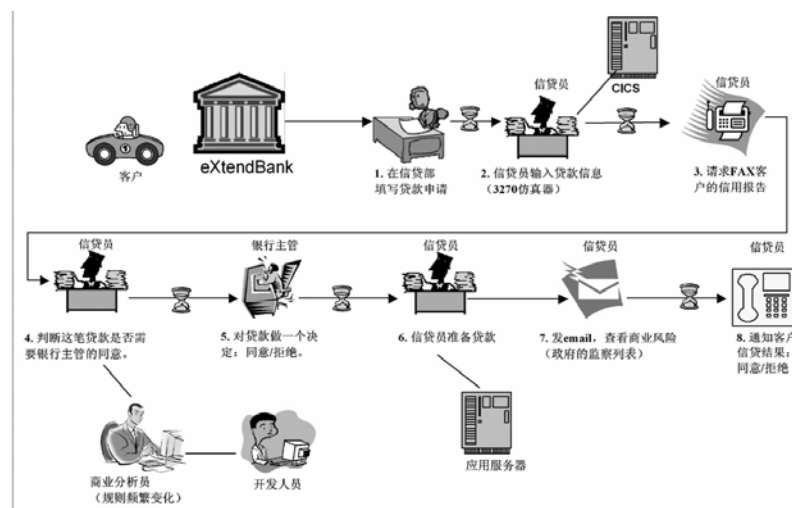 信贷员
CICS
信贷员
客户
eXtendBank
1. 在信贷部
填写贷款申请
2. 信贷员输入贷款信息
（3270仿真器）
3. 请求FAX客
户的信用报告
信贷员
银行主管
信贷员
信贷员
信贷员
4. 判断这笔贷款是否需
要银行主管的同意。
5. 对贷款做一个决
定：同意/拒绝。
6. 信贷员准备贷款
7. 发email，查看商业风险
（政府的监察列表）
8. 通知客户
信贷结果：
同意/拒绝
商业分析员
（规则频繁变化）
开发人员
应用服务器